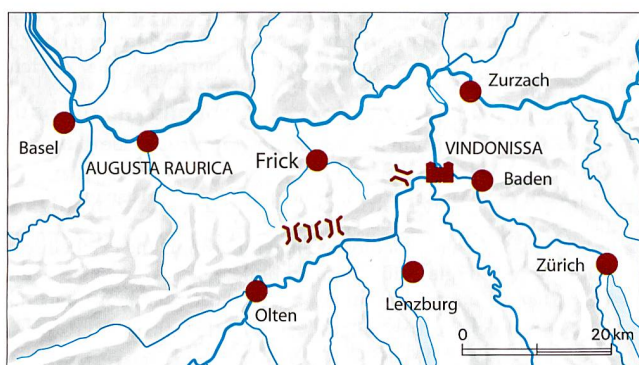 Zurzach
Basel
AUGUSTA RAURICA
Frick
VINDONISSA
Baden
Zürich
Olten
Lenzburg
0 20 km